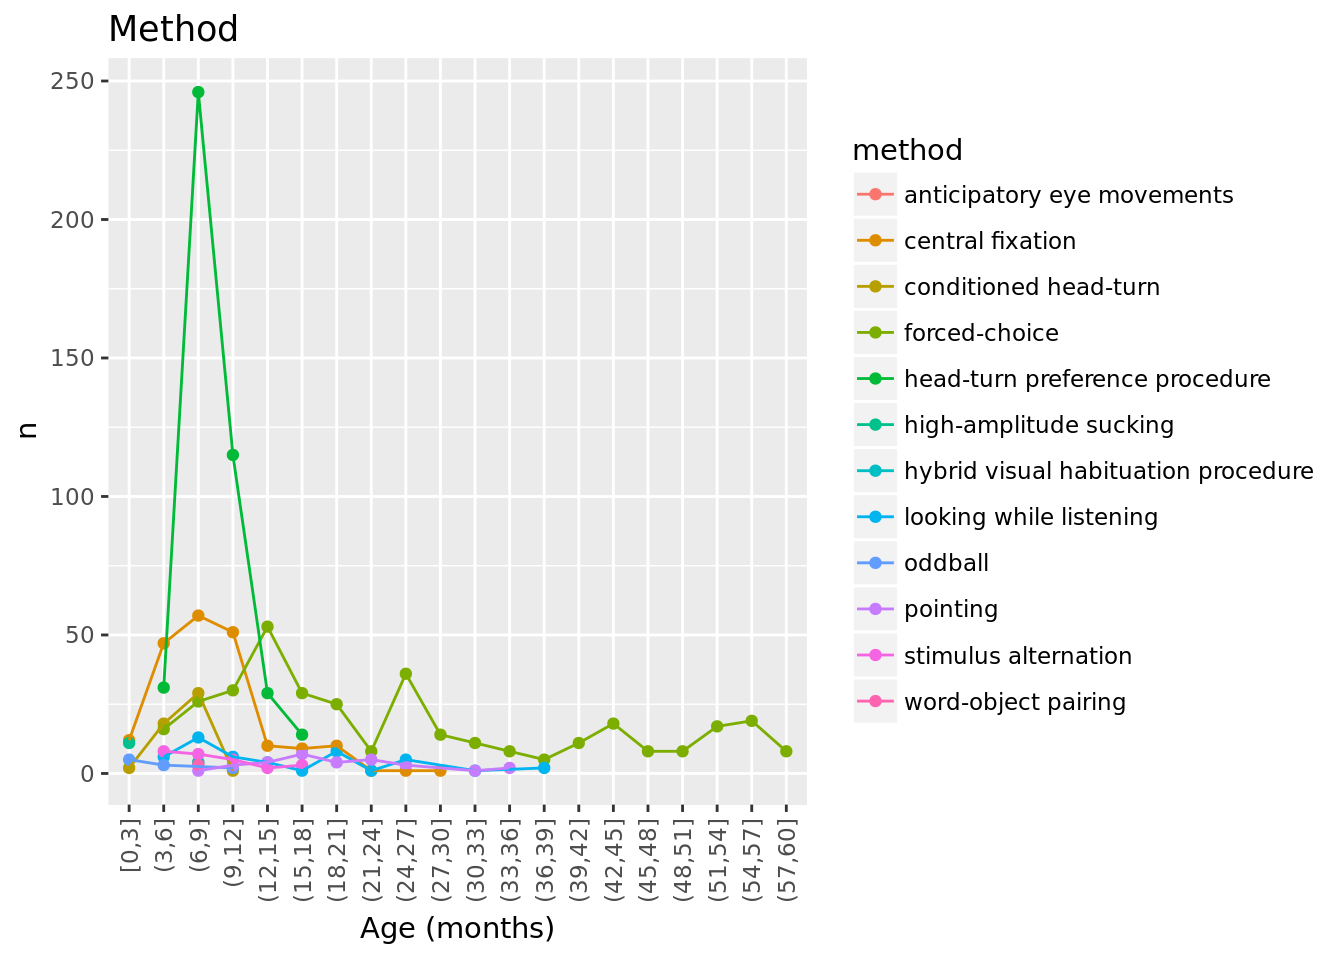 Method
250
200
150
100
50
0
n
[0,3]
(3,6]
(6,9]
(9,12]
(12,15]
(15,18]
(18,21]
(21,24]
(24,27]
(27,30]
(30,33]
(33,36]
(36,39]
(39,42]
(42,45]
(45,48]
(48,51]
(51,54]
(54,57]
(57,60]
Age (months)
method
anticipatory eye movements
central fixation
conditioned head-turn
forced-choice
head-turn preference procedure
high-amplitude sucking
hybrid visual habituation procedure
looking while listening
oddball
pointing
stimulus alternation
word-object pairing